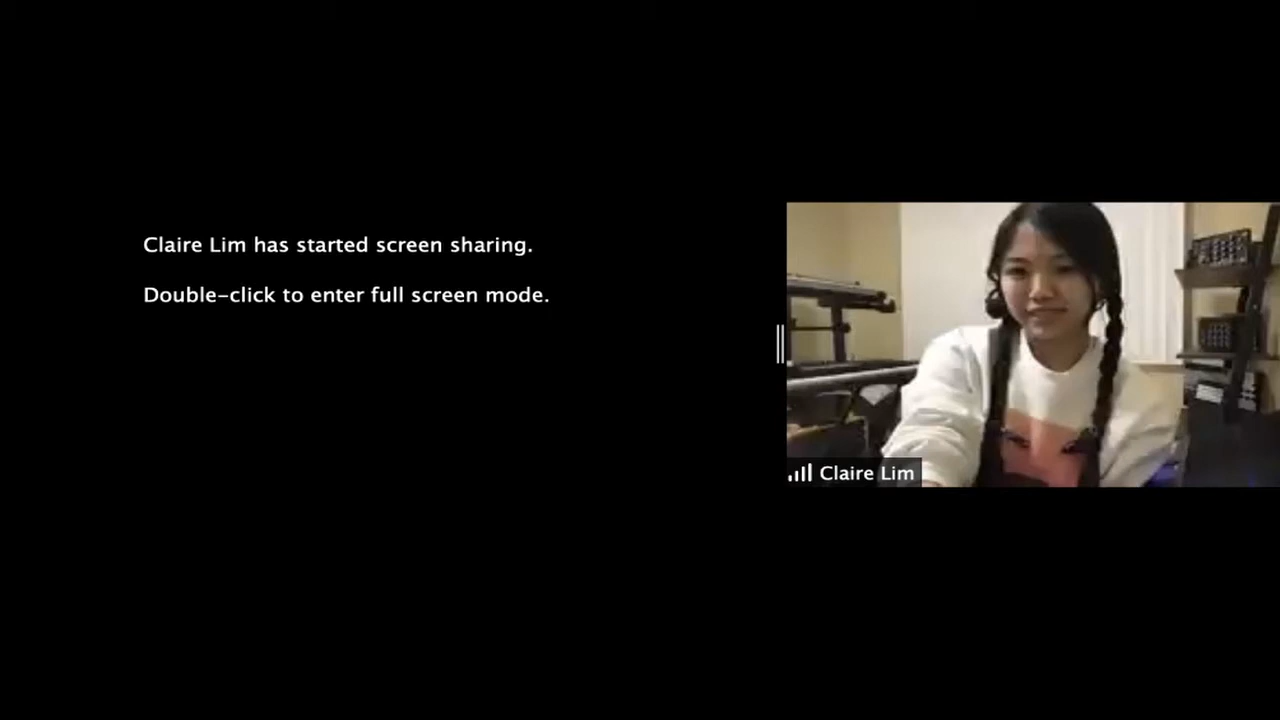 Claire Lim has started screen sharing.
Double-click to enter full screen mode.
Claire Lim